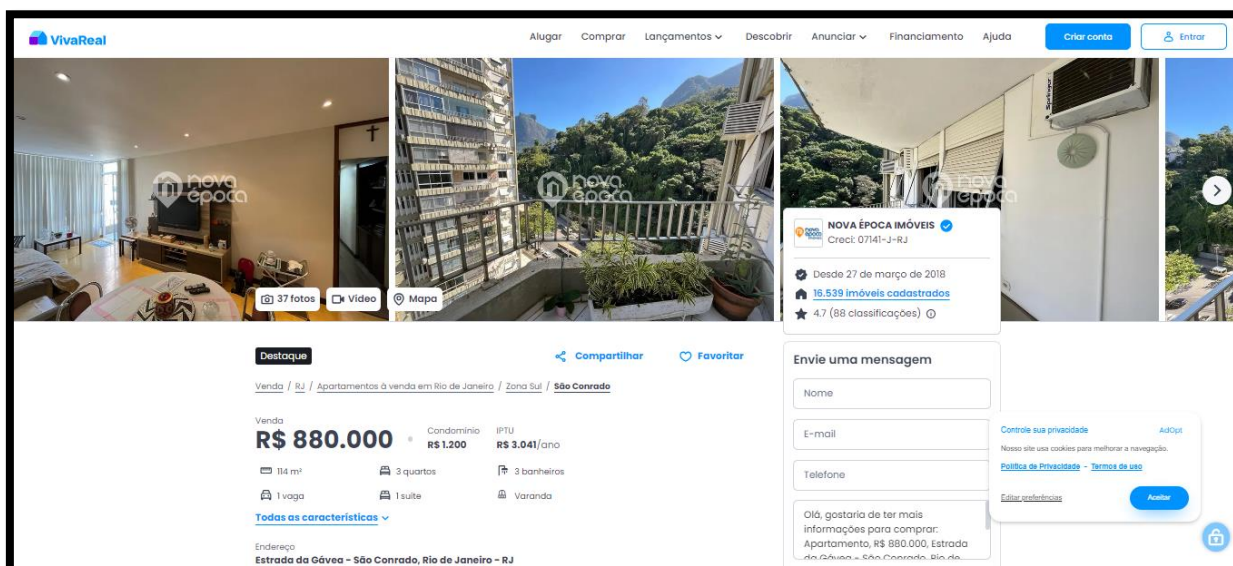 VivaReal
Alugar Comprar Lançamentos Descobrir Anunciar Financiamento Ajuda Criar conta Entrar
nova época
nova época
nova época
Springer
37 fotos Vídeo Mapa
NOVA ÉPOCA IMÓVEIS
Creci: 07141-J-RJ
Desde 27 de março de 2018
16.539 imóveis cadastrados
4.7 (88 classificações)
Destaque Compartilhar Favoritar
Venda / RJ / Apartamentos à venda em Rio de Janeiro / Zona Sul / São Conrado
Venda
R$ 880.000
Condomínio
R$ 1.200
IPTU
R$ 3.041/ano
114 m² 3 quartos 3 banheiros
1 vaga 1 suíte Varanda
Todas as características
Endereço
Estrada da Gávea - São Conrado, Rio de Janeiro - RJ
Envie uma mensagem
Nome
E-mail
Telefone
Olá, gostaria de ter mais
informações para comprar:
Apartamento, R$ 880.000, Estrada
da Gávea - São Conrado, Rio de
Controle sua privacidade AdOpt
Nosso site usa cookies para melhorar a navegação.
Política de Privacidade - Termos de uso
Editar preferências Aceitar